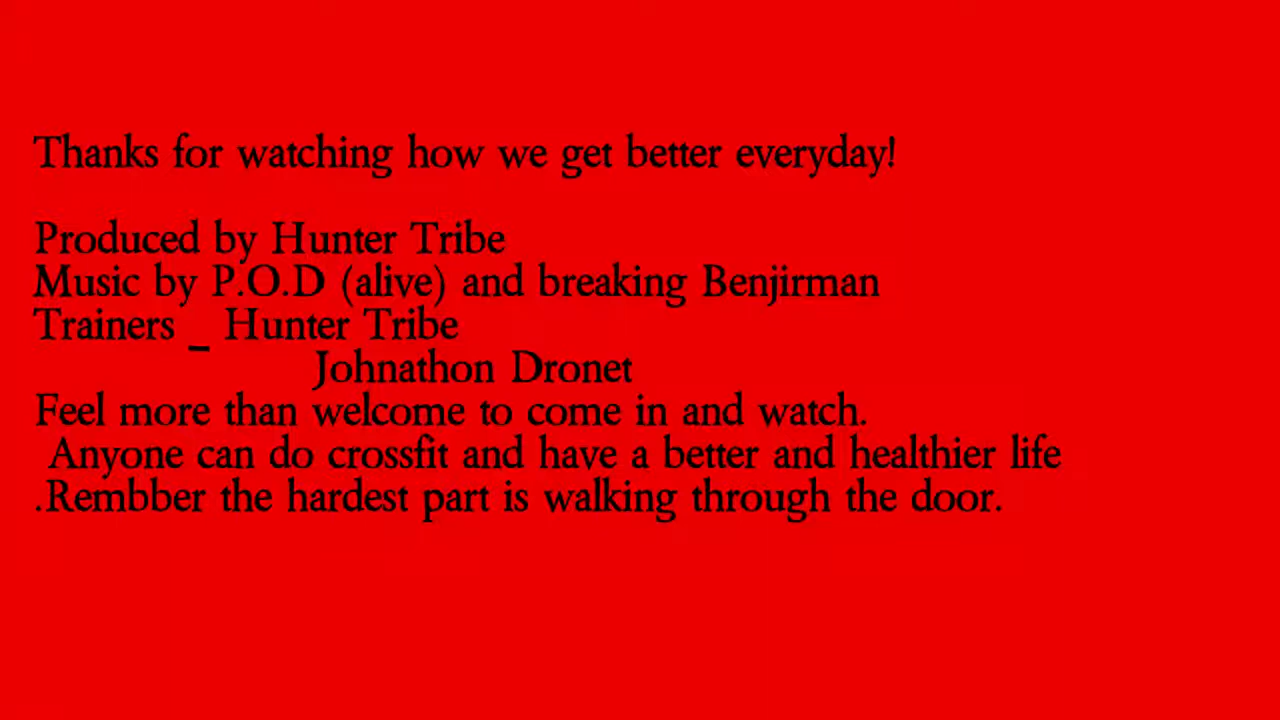 Thanks for watching how we get better everyday!
Produced by Hunter Tribe
Music by P.O.D (alive) and breaking Benjirman
Trainers _ Hunter Tribe
Johnathon Dronet
Feel more than welcome to come in and watch.
Anyone can do crossfit and have a better and healthier life
.Rembber the hardest part is walking through the door.